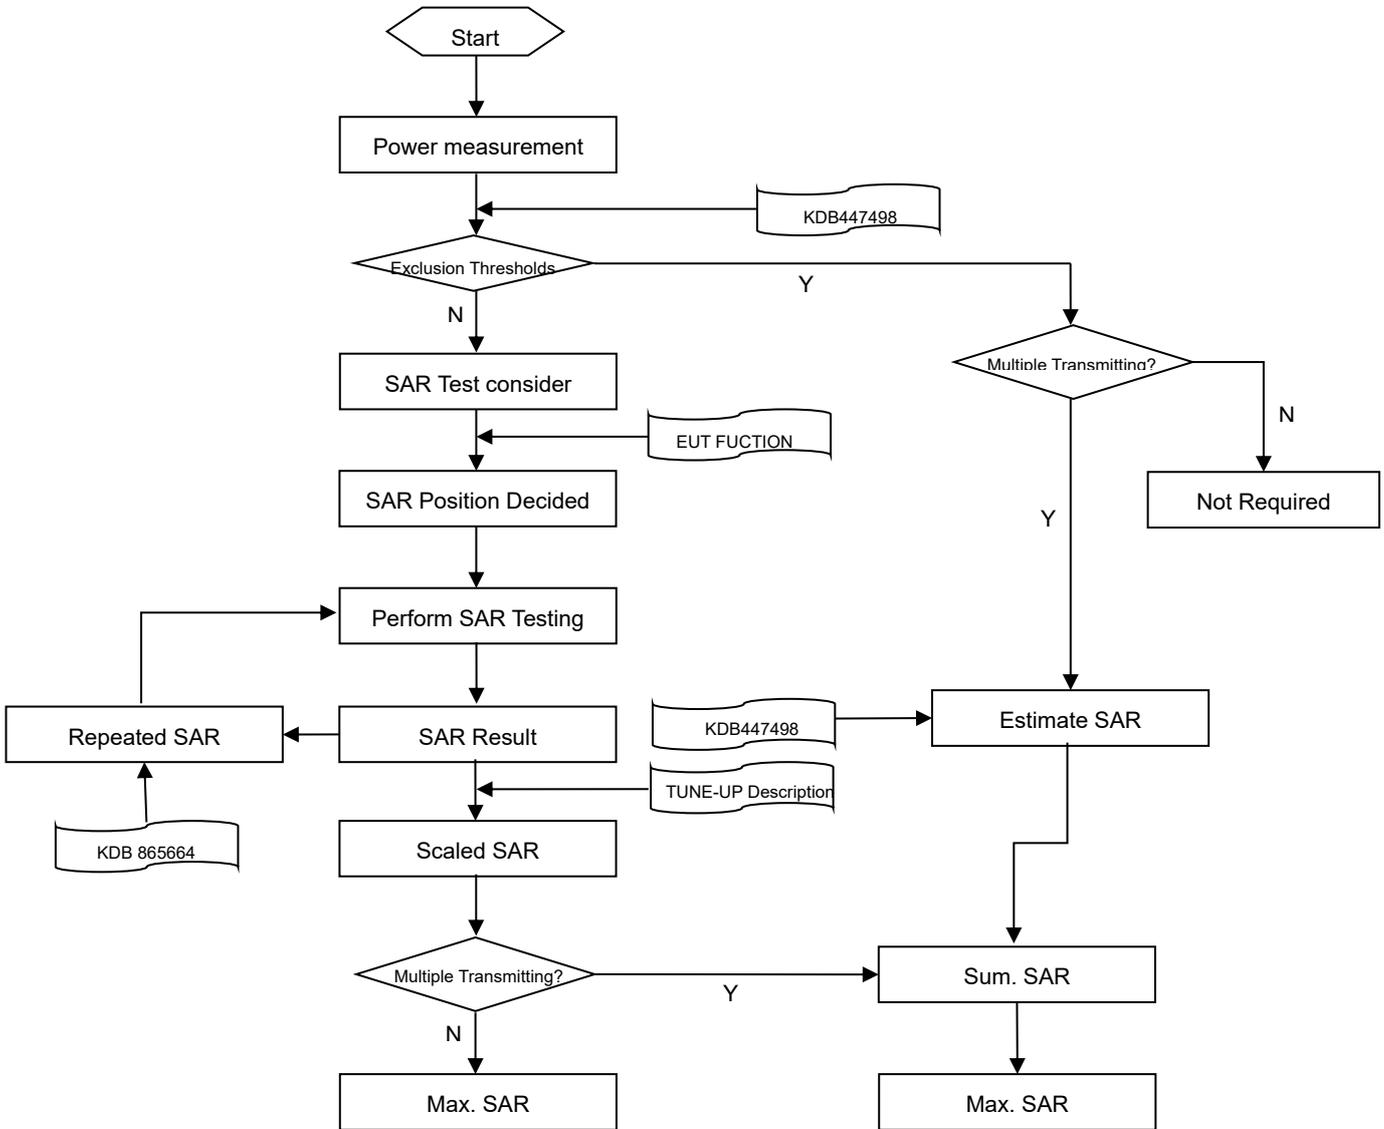 Start
Power measurement
KDB447498
Exclusion Thresholds
Y
N
Multiple Transmitting?
SAR Test consider
N
EUT FUCTION
SAR Position Decided
Not Required
Y
Perform SAR Testing
Repeated SAR
SAR Result
KDB447498
Estimate SAR
TUNE-UP Description
KDB 865664
Scaled SAR
Multiple Transmitting?
Y
Sum. SAR
N
Max. SAR
Max. SAR